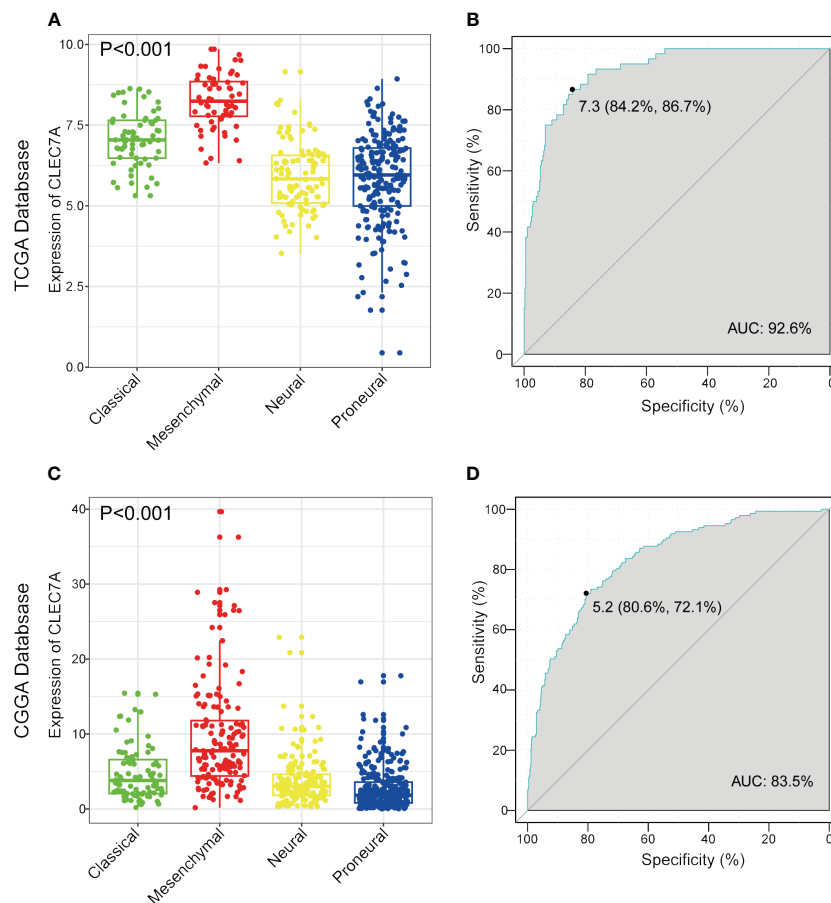 A
P<0.001
TCGA Databsase
Expression of CLEC7A
10.0
7.5
5.0
2.5
0.0
Classical
Mesenchymal
Neural
Proneural
B
Sensitivity (%)
100
80
60
40
20
0
7.3 (84.2%, 86.7%)
AUC: 92.6%
100
80
60
40
20
0
Specificity (%)
C
P<0.001
CGGA Databsase
Expression of CLEC7A
40
30
20
10
0
Classical
Mesenchymal
Neural
Proneural
D
Sensitivity (%)
100
80
60
40
20
0
5.2 (80.6%, 72.1%)
AUC: 83.5%
100
80
60
40
20
0
Specificity (%)